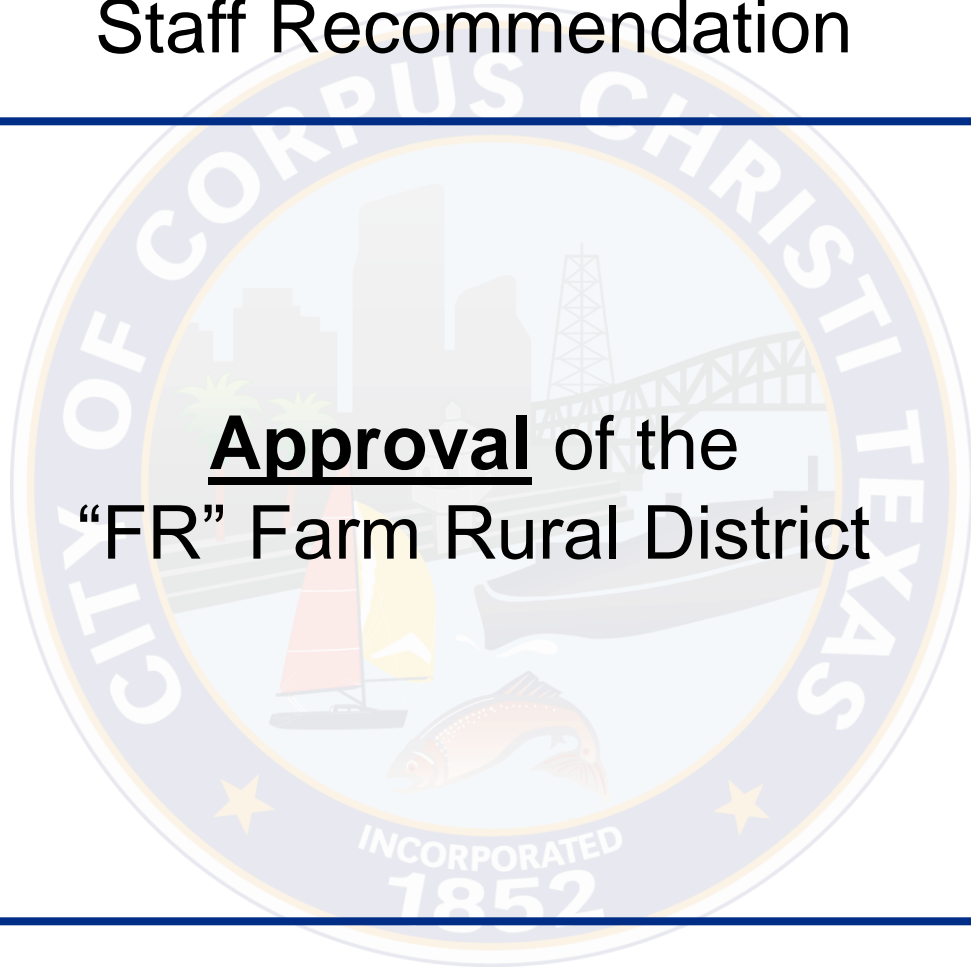 Staff Recommendation
CITY OF CORPUS CHRISTI TEXAS
Approval of the
“FR” Farm Rural District
INCORPORATED
1852